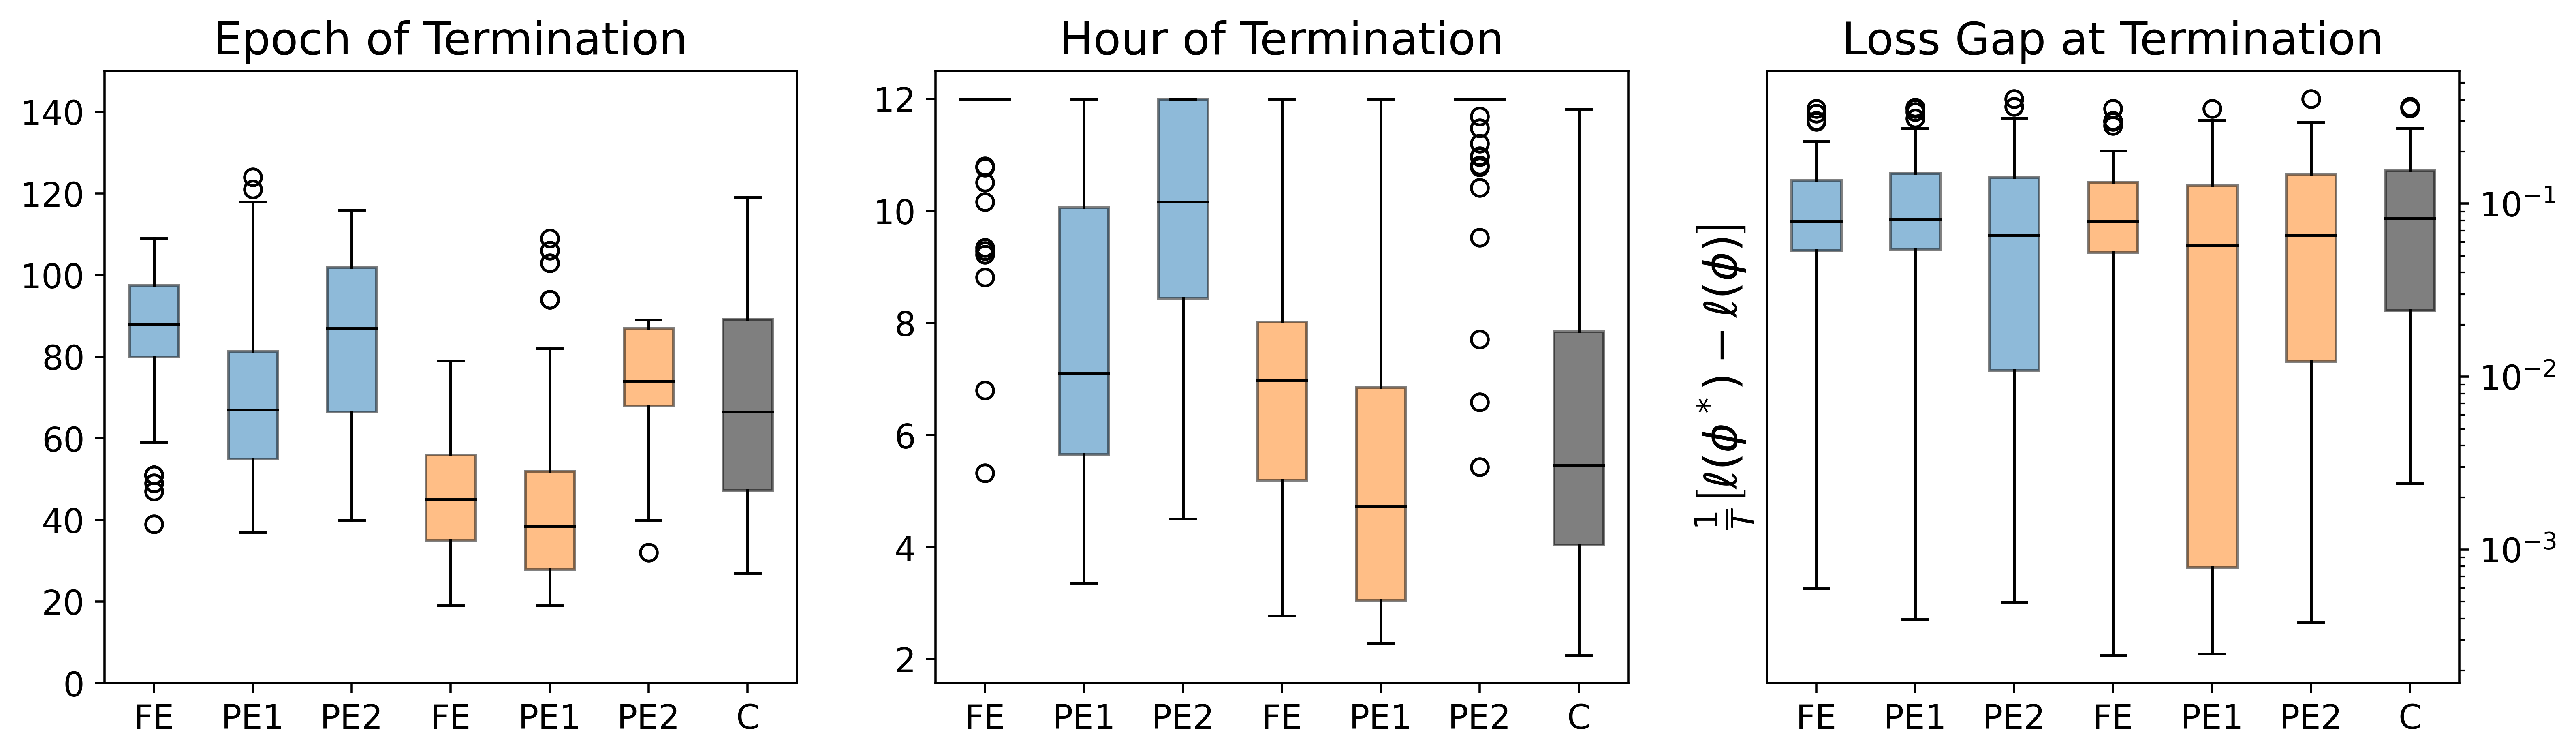 Epoch of Termination
140
120
100
80
60
40
20
0
FE PE1 PE2 FE PE1 PE2 C
Hour of Termination
12
10
8
6
4
2
FE PE1 PE2 FE PE1 PE2 C
Loss Gap at Termination
1/T [ℓ(ϕ*) − ℓ(ϕ)]
10⁻¹
10⁻²
10⁻³
FE PE1 PE2 FE PE1 PE2 C